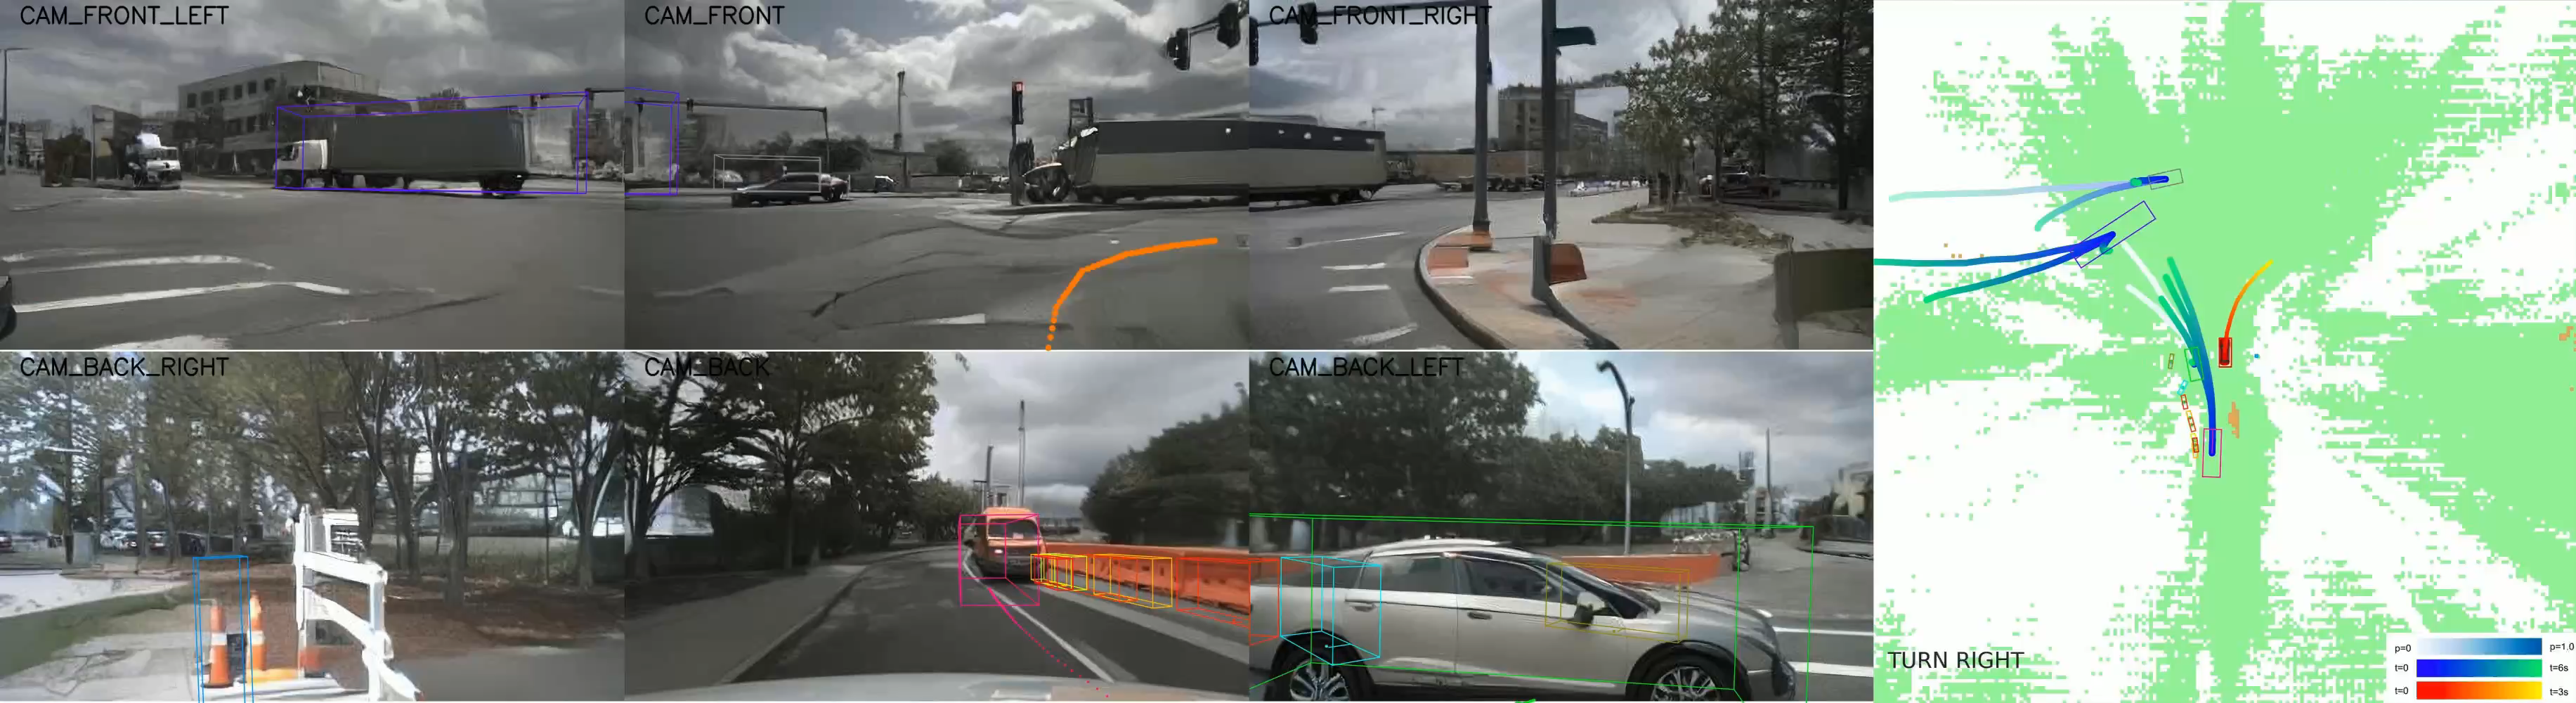 CAM_FRONT_LEFT
CAM_FRONT
CAM_FRONT_RIGHT
CAM_BACK_RIGHT
CAM_BACK
CAM_BACK_LEFT
TURN RIGHT
p=0 p=1.0
t=0 t=6s
t=0 t=3s